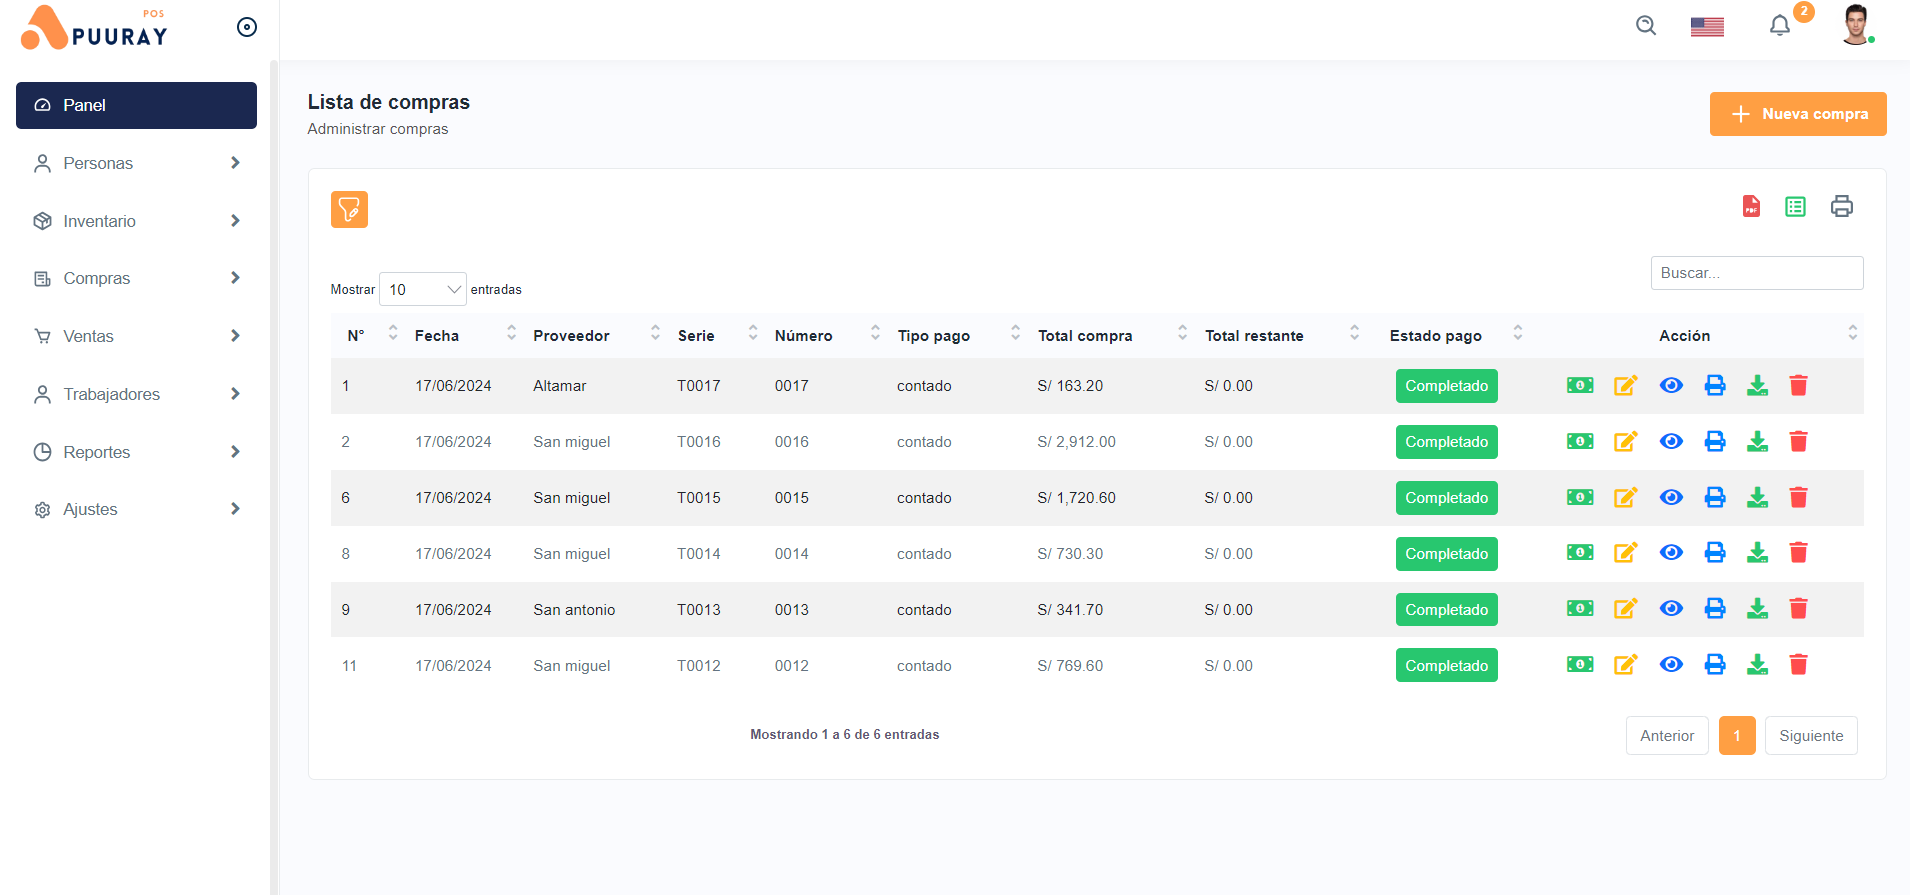 POS
PUURAY
2
Panel
Personas
Inventario
Compras
Ventas
Trabajadores
Reportes
Ajustes
Lista de compras
Administrar compras
Nueva compra
PDF
Buscar...
Mostrar 10 entradas
N° Fecha Proveedor Serie Número Tipo pago Total compra Total restante Estado pago Acción
1 17/06/2024 Altamar T0017 0017 contado S/ 163.20 S/ 0.00 Completado
2 17/06/2024 San miguel T0016 0016 contado S/ 2,912.00 S/ 0.00 Completado
6 17/06/2024 San miguel T0015 0015 contado S/ 1,720.60 S/ 0.00 Completado
8 17/06/2024 San miguel T0014 0014 contado S/ 730.30 S/ 0.00 Completado
9 17/06/2024 San antonio T0013 0013 contado S/ 341.70 S/ 0.00 Completado
11 17/06/2024 San miguel T0012 0012 contado S/ 769.60 S/ 0.00 Completado
Mostrando 1 a 6 de 6 entradas
Anterior 1 Siguiente